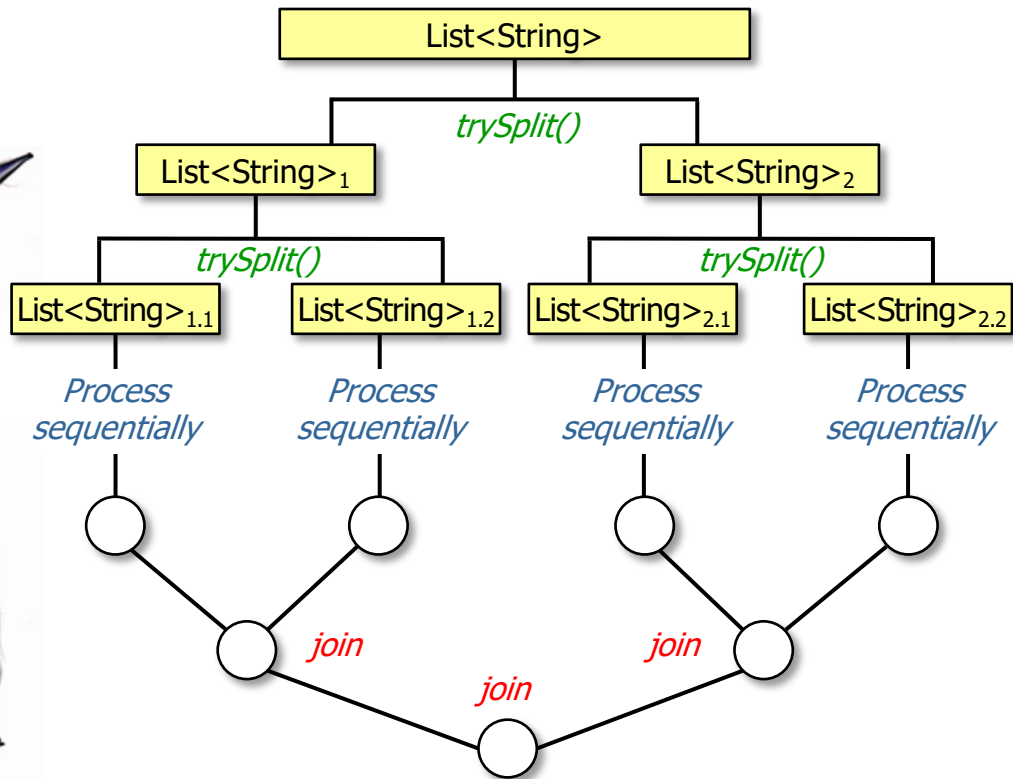 List<String>
trySplit()
List<String>1
List<String>2
trySplit()
trySplit()
List<String>1.1
List<String>1.2
List<String>2.1
List<String>2.2
Process
sequentially
Process
sequentially
Process
sequentially
Process
sequentially
join
join
join